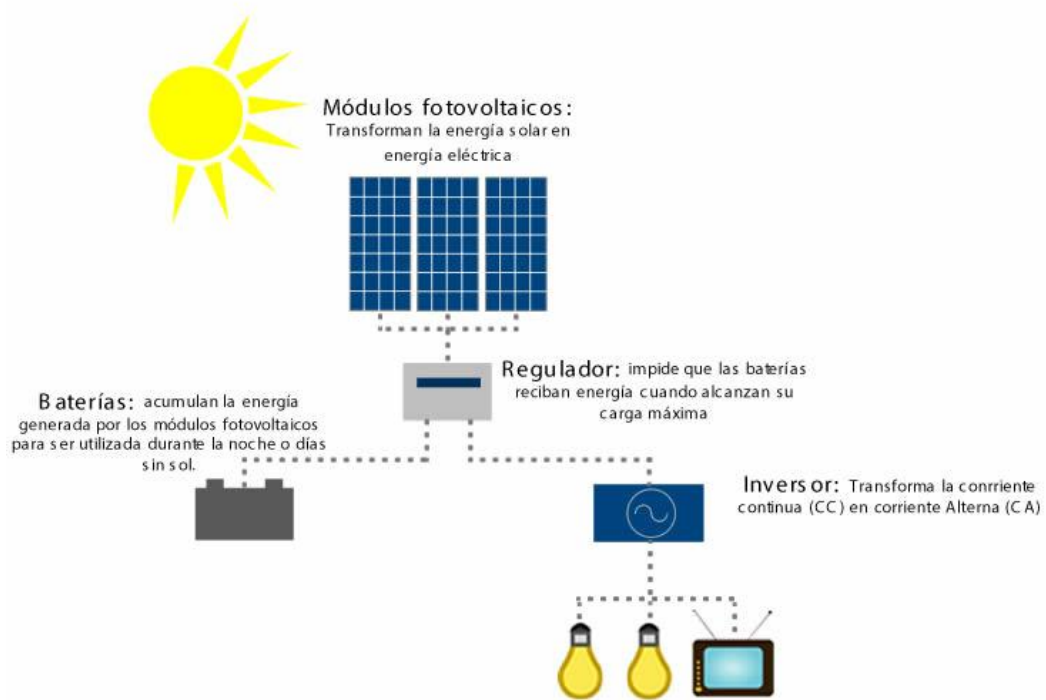 Módulos fotovoltaicos:
Transforman la energía solar en
energía eléctrica
Regulador: impide que las baterías
reciban energía cuando alcanzan su
carga máxima
Baterías: acumulan la energía
generada por los módulos fotovoltaicos
para ser utilizada durante la noche o días
sin sol.
Inversor: Transforma la conrriente
continua (CC) en corriente Alterna (CA)